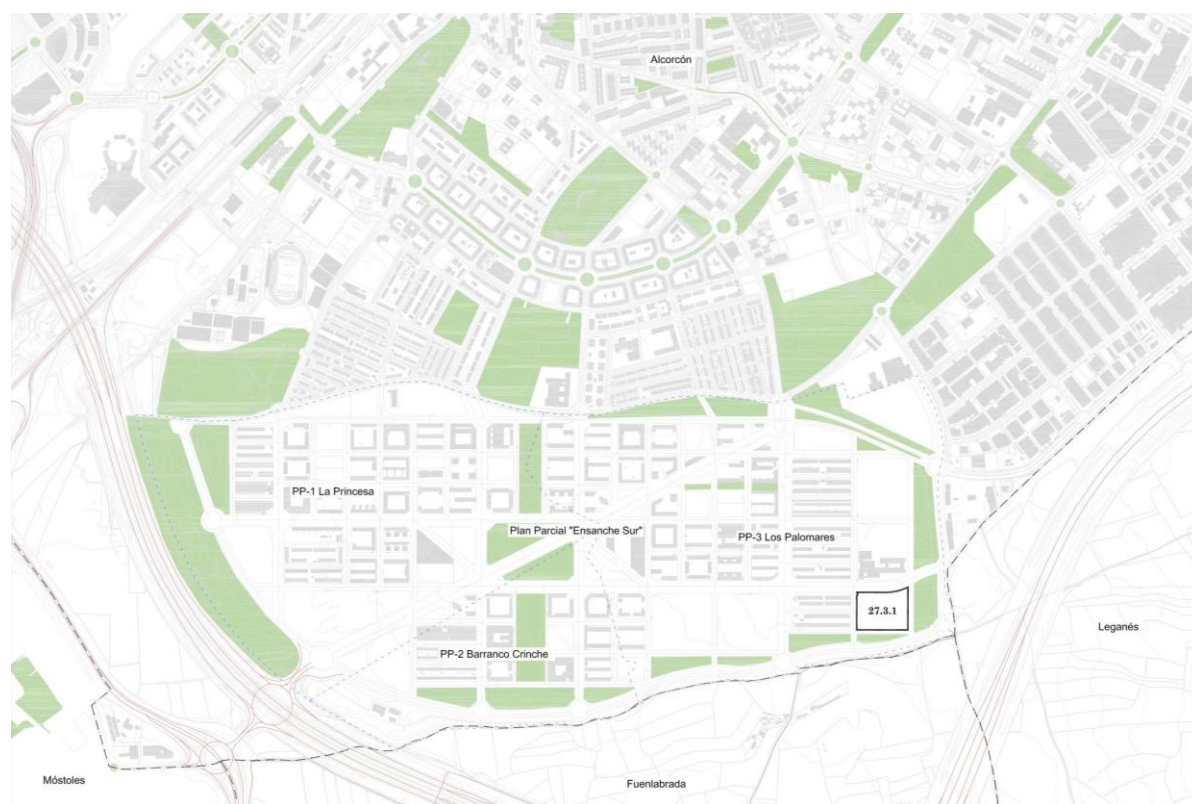 Alcorcón
PP-1 La Princesa
Plan Parcial "Ensanche Sur"
PP-3 Los Palomares
27.3.1
Leganés
PP-2 Barranco Crinche
Móstoles
Fuenlabrada